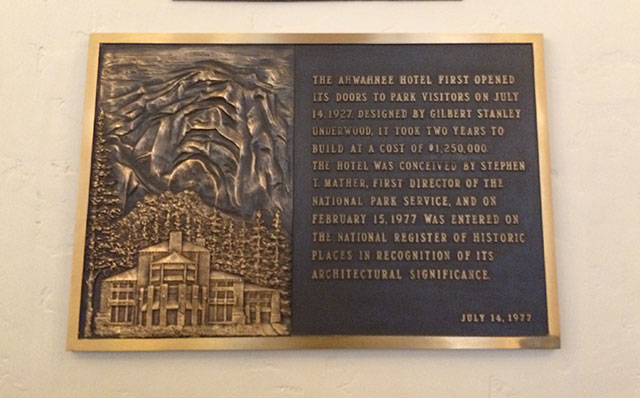 THE AHWAHNEE HOTEL FIRST OPENED
ITS DOORS TO PARK VISITORS ON JULY
14, 1927. DESIGNED BY GILBERT STANLEY
UNDERWOOD, IT TOOK TWO YEARS TO
BUILD AT A COST OF $1,250,000.
THE HOTEL WAS CONCEIVED BY STEPHEN
T. MATHER, FIRST DIRECTOR OF THE
NATIONAL PARK SERVICE, AND ON
FEBRUARY 15, 1977 WAS ENTERED ON
THE NATIONAL REGISTER OF HISTORIC
PLACES IN RECOGNITION OF ITS
ARCHITECTURAL SIGNIFICANCE.
JULY 14, 1977